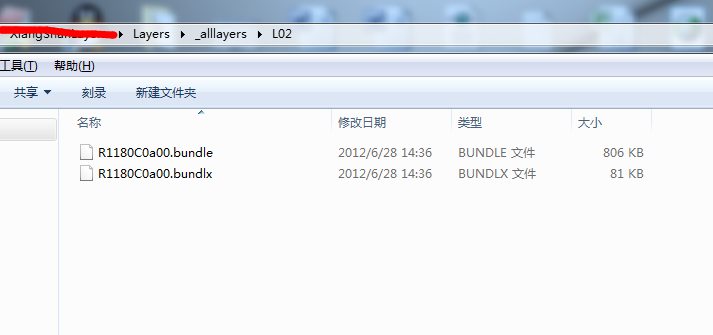 Layers ▸ _alllayers ▸ L02
工具(T) 帮助(H)
共享 刻录 新建文件夹
名称 修改日期 类型 大小
R1180C0a00.bundle 2012/6/28 14:36 BUNDLE 文件 806 KB
R1180C0a00.bundlx 2012/6/28 14:36 BUNDLX 文件 81 KB